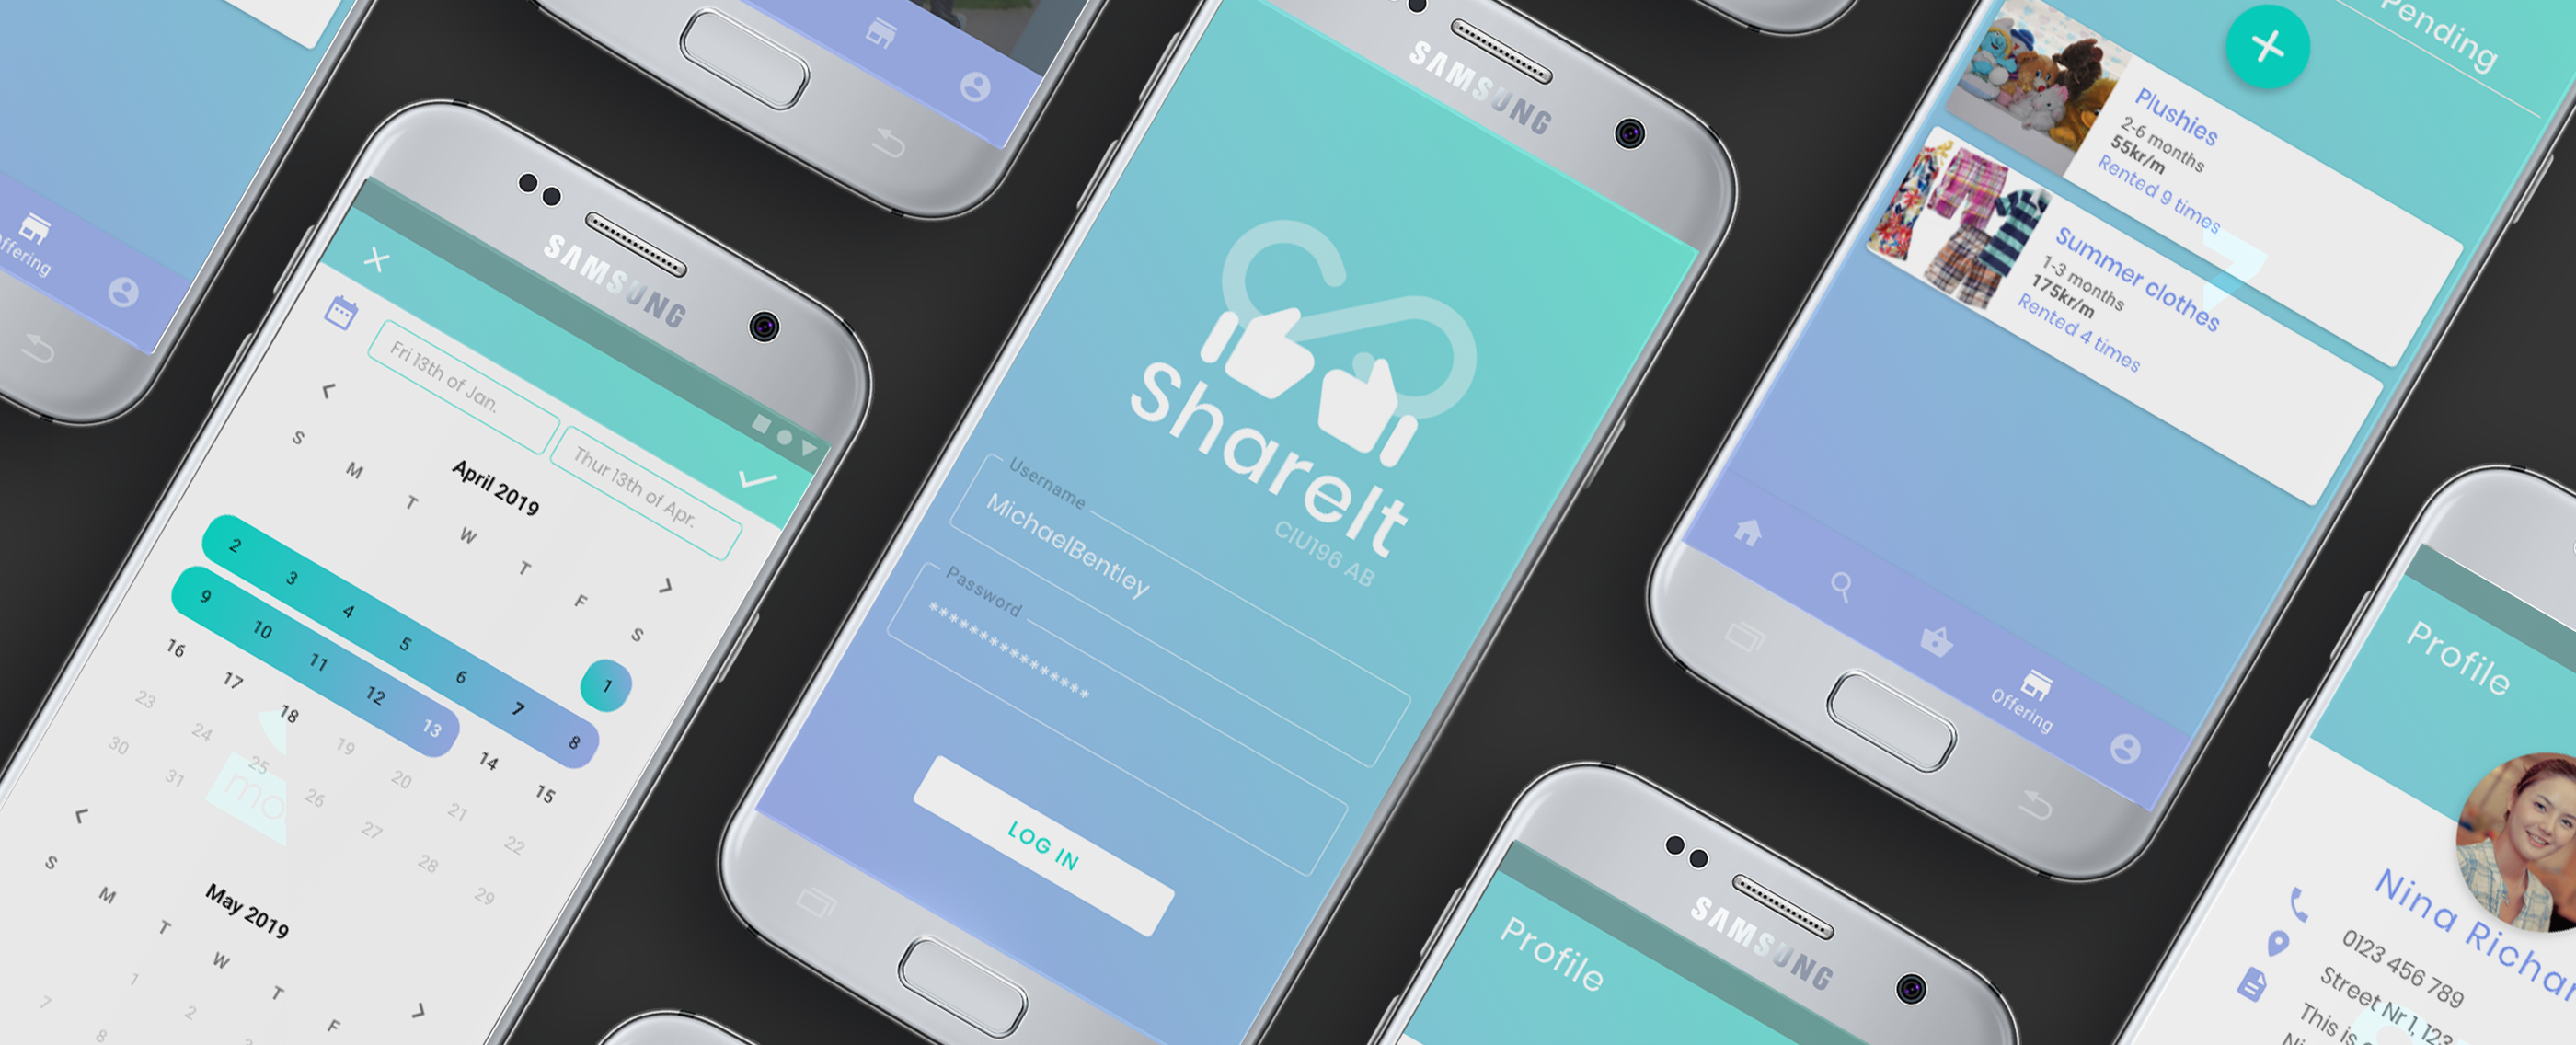 Offering
SAMSUNG
Fri 13th of Jan.
Thur 13th of Apr.
April 2019
S M T W T F S
1
2 3 4 5 6 7 8
9 10 11 12 13 14 15
16 17 18 19 20 21 22
23 24 25 26 27 28 29
30 31
mo
May 2019
S M T W T F
1 2
7 8
SAMSUNG
ShareIt
CIU196 AB
Username
MichaelBentley
Password
***************
LOG IN
Pending
Plushies
2-6 months
55kr/m
Rented 9 times
Summer clothes
1-3 months
175kr/m
Rented 4 times
Offering
SAMSUNG
Profile
Profile
Nina Richar
0123 456 789
Street Nr 1, 123
This is